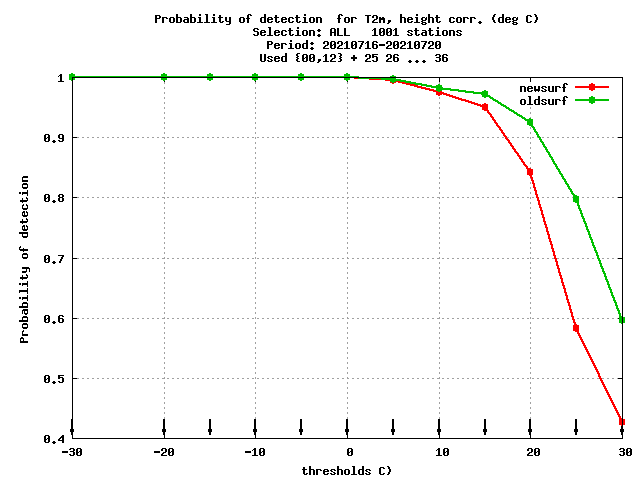 Probability of detection  for T2m, height corr. (deg C)
Selection: ALL   1001 stations
Period: 20210716-20210720
Used {00,12} + 25 26 ... 36
newsurf
oldsurf
Probability of detection
1
0.9
0.8
0.7
0.6
0.5
0.4
-30
-20
-10
0
10
20
30
thresholds C)